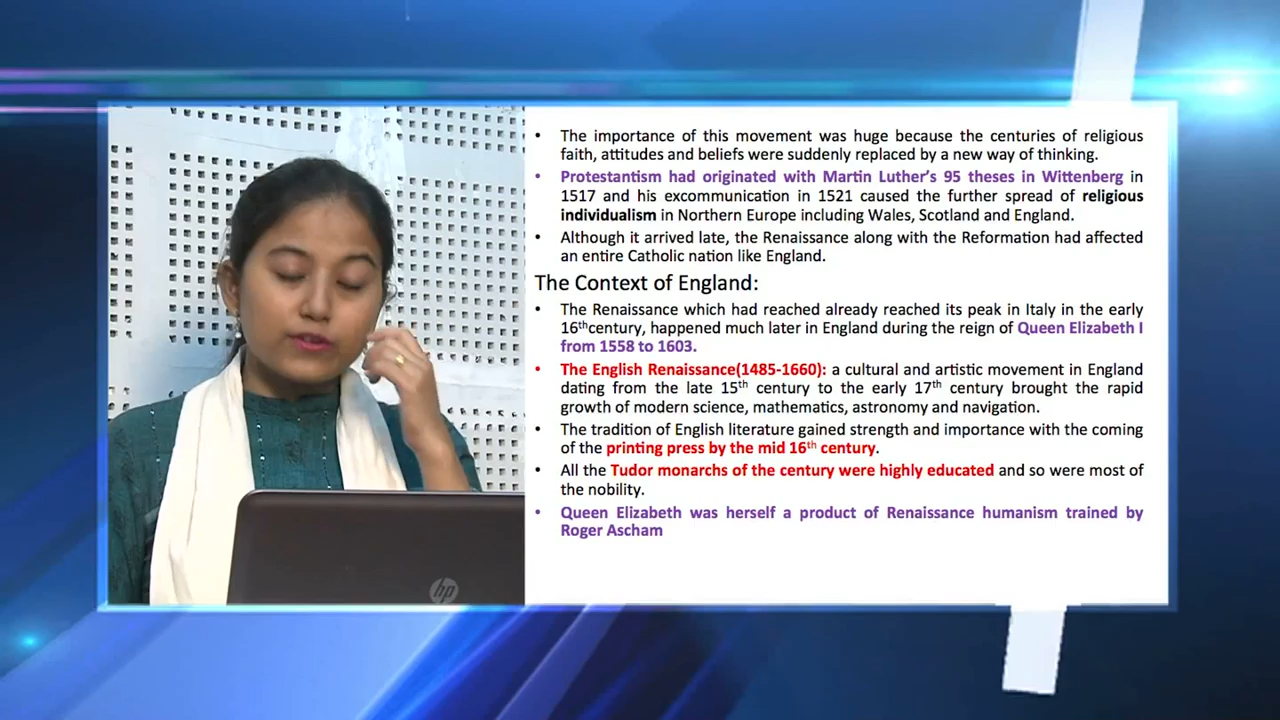 • The importance of this movement was huge because the centuries of religious
faith, attitudes and beliefs were suddenly replaced by a new way of thinking.
• Protestantism had originated with Martin Luther’s 95 theses in Wittenberg in
1517 and his excommunication in 1521 caused the further spread of religious
individualism in Northern Europe including Wales, Scotland and England.
• Although it arrived late, the Renaissance along with the Reformation had affected
an entire Catholic nation like England.
The Context of England:
• The Renaissance which had reached already reached its peak in Italy in the early
16thcentury, happened much later in England during the reign of Queen Elizabeth I
from 1558 to 1603.
• The English Renaissance(1485-1660): a cultural and artistic movement in England
dating from the late 15th century to the early 17th century brought the rapid
growth of modern science, mathematics, astronomy and navigation.
• The tradition of English literature gained strength and importance with the coming
of the printing press by the mid 16th century.
• All the Tudor monarchs of the century were highly educated and so were most of
the nobility.
• Queen Elizabeth was herself a product of Renaissance humanism trained by
Roger Ascham
hp